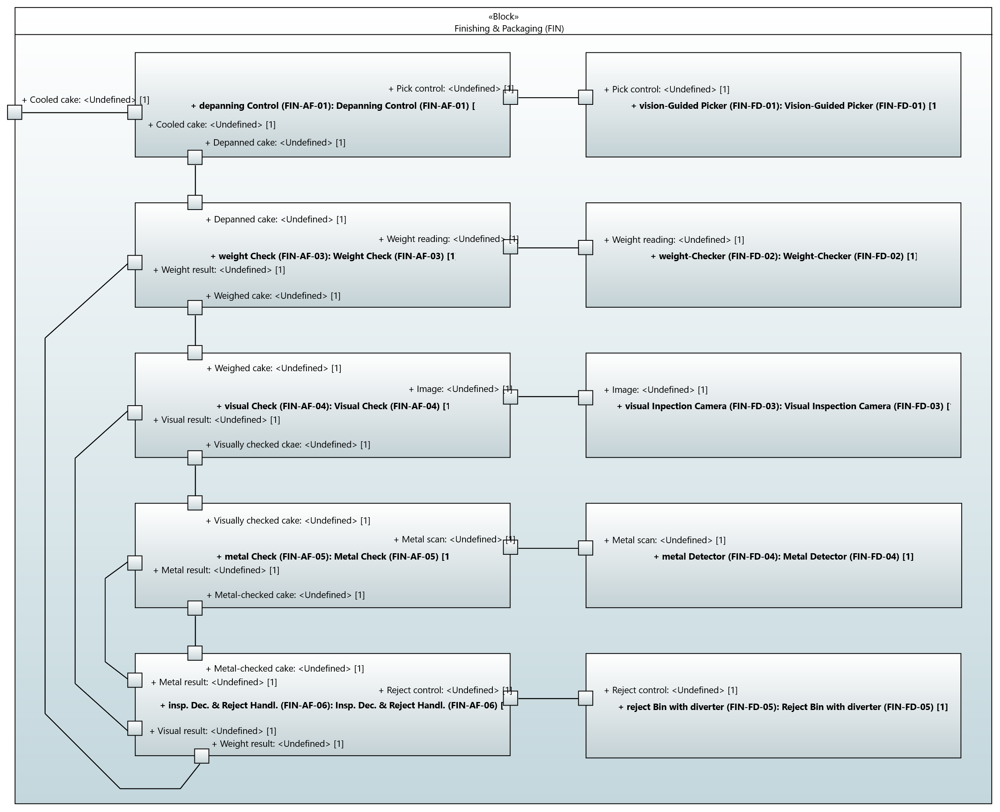 «Block»
Finishing & Packaging (FIN)
+ Cooled cake: <Undefined> [1]
+ Pick control: <Undefined> [1]
+ depanning Control (FIN-AF-01): Depanning Control (FIN-AF-01) [
+ Cooled cake: <Undefined> [1]
+ Depanned cake: <Undefined> [1]
+ Pick control: <Undefined> [1]
+ vision-Guided Picker (FIN-FD-01): Vision-Guided Picker (FIN-FD-01) [1
+ Depanned cake: <Undefined> [1]
+ Weight reading: <Undefined> [1]
+ weight Check (FIN-AF-03): Weight Check (FIN-AF-03) [1]
+ Weight result: <Undefined> [1]
+ Weighed cake: <Undefined> [1]
+ Weight reading: <Undefined> [1]
+ weight-Checker (FIN-FD-02): Weight-Checker (FIN-FD-02) [1]
+ Weighed cake: <Undefined> [1]
+ Image: <Undefined> [1]
+ visual Check (FIN-AF-04): Visual Check (FIN-AF-04) [1
+ Visual result: <Undefined> [1]
+ Visually checked ckae: <Undefined> [1]
+ Image: <Undefined> [1]
+ visual Inpection Camera (FIN-FD-03): Visual Inspection Camera (FIN-FD-03) [
+ Visually checked cake: <Undefined> [1]
+ Metal scan: <Undefined> [1]
+ metal Check (FIN-AF-05): Metal Check (FIN-AF-05) [1
+ Metal result: <Undefined> [1]
+ Metal-checked cake: <Undefined> [1]
+ Metal scan: <Undefined> [1]
+ metal Detector (FIN-FD-04): Metal Detector (FIN-FD-04) [1]
+ Metal-checked cake: <Undefined> [1]
+ Metal result: <Undefined> [1]
+ Reject control: <Undefined> [1]
+ insp. Dec. & Reject Handl. (FIN-AF-06): Insp. Dec. & Reject Handl. (FIN-AF-06) [
+ Visual result: <Undefined> [1]
+ Weight result: <Undefined> [1]
+ Reject control: <Undefined> [1]
+ reject Bin with diverter (FIN-FD-05): Reject Bin with diverter (FIN-FD-05) [1]